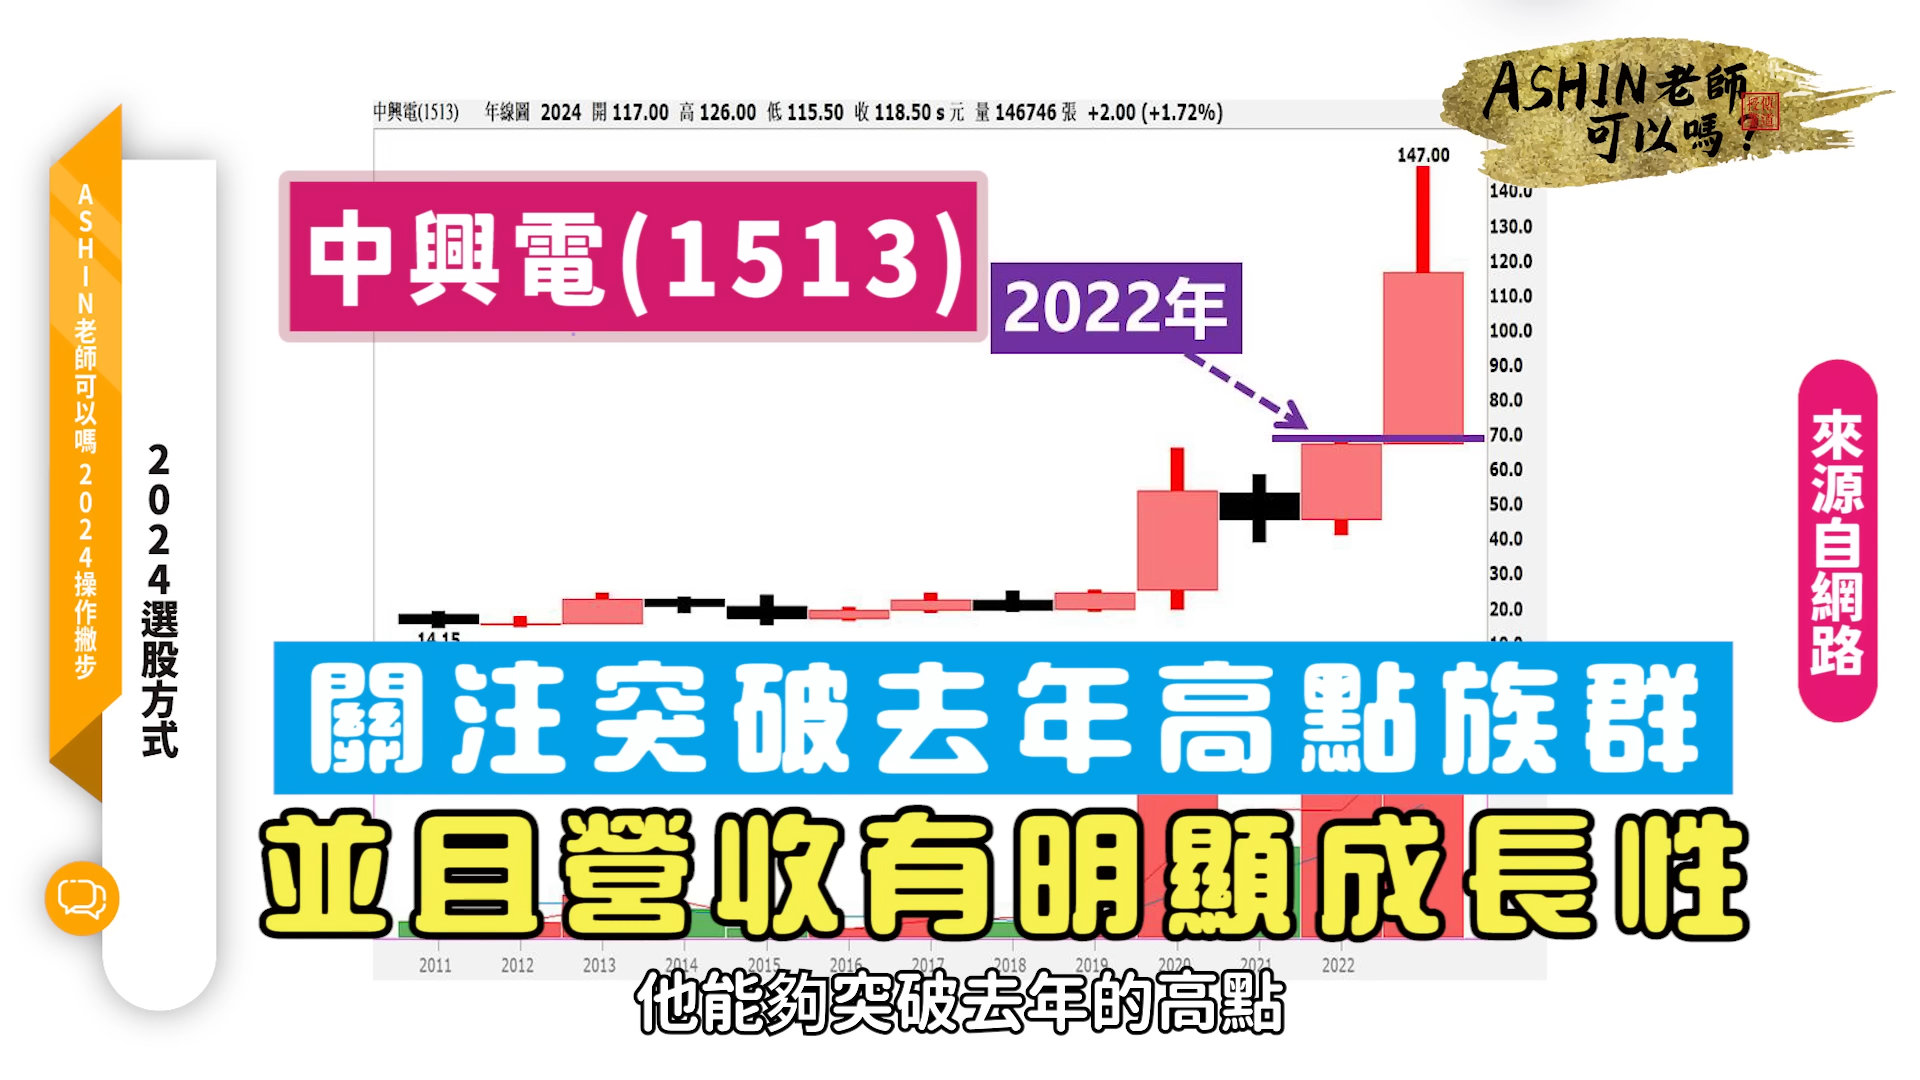 ASHIN老師
可以嗎?
中興電(1513) 年線圖 2024 開 117.00 高 126.00 低 115.50 收 118.50 s 元 量 146746 張 +2.00 (+1.72%)
147.00
中興電(1513)
2022年
140.0
130.0
120.0
110.0
100.0
90.0
80.0
70.0
60.0
50.0
40.0
30.0
20.0
14.15
ASHIN老師可以嗎 2024操作撇步
2024選股方式
來源自網路
關注突破去年高點族群
並且營收有明顯成長性
2011 2012 2013 2014 2015 2016 2017 2018 2019 2020 2021 2022
他能夠突破去年的高點